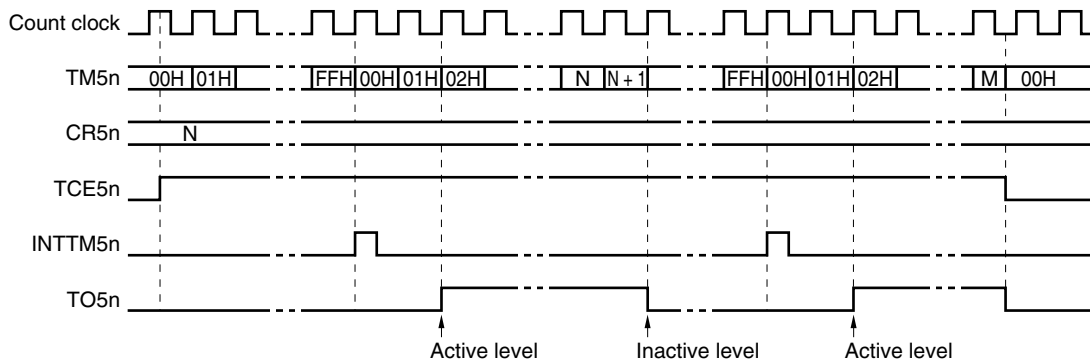 Count clock
TM5n 00H 01H FFH 00H 01H 02H N N + 1 FFH 00H 01H 02H M 00H
CR5n N
TCE5n
INTTM5n
TO5n
Active level Inactive level Active level